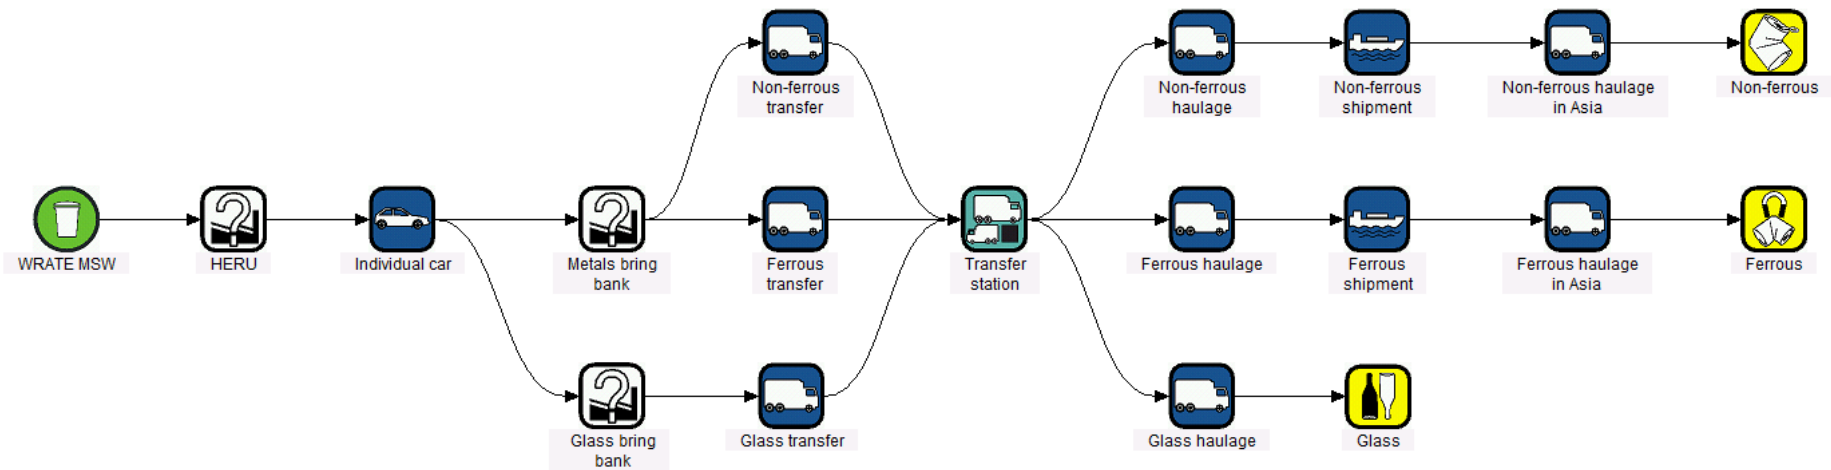 Non-ferrous
transfer
Non-ferrous
haulage
Non-ferrous
shipment
Non-ferrous haulage
in Asia
Non-ferrous
WRATE MSW
HERU
Individual car
Metals bring
bank
Ferrous
transfer
Transfer
station
Ferrous haulage
Ferrous
shipment
Ferrous haulage
in Asia
Ferrous
Glass bring
bank
Glass transfer
Glass haulage
Glass